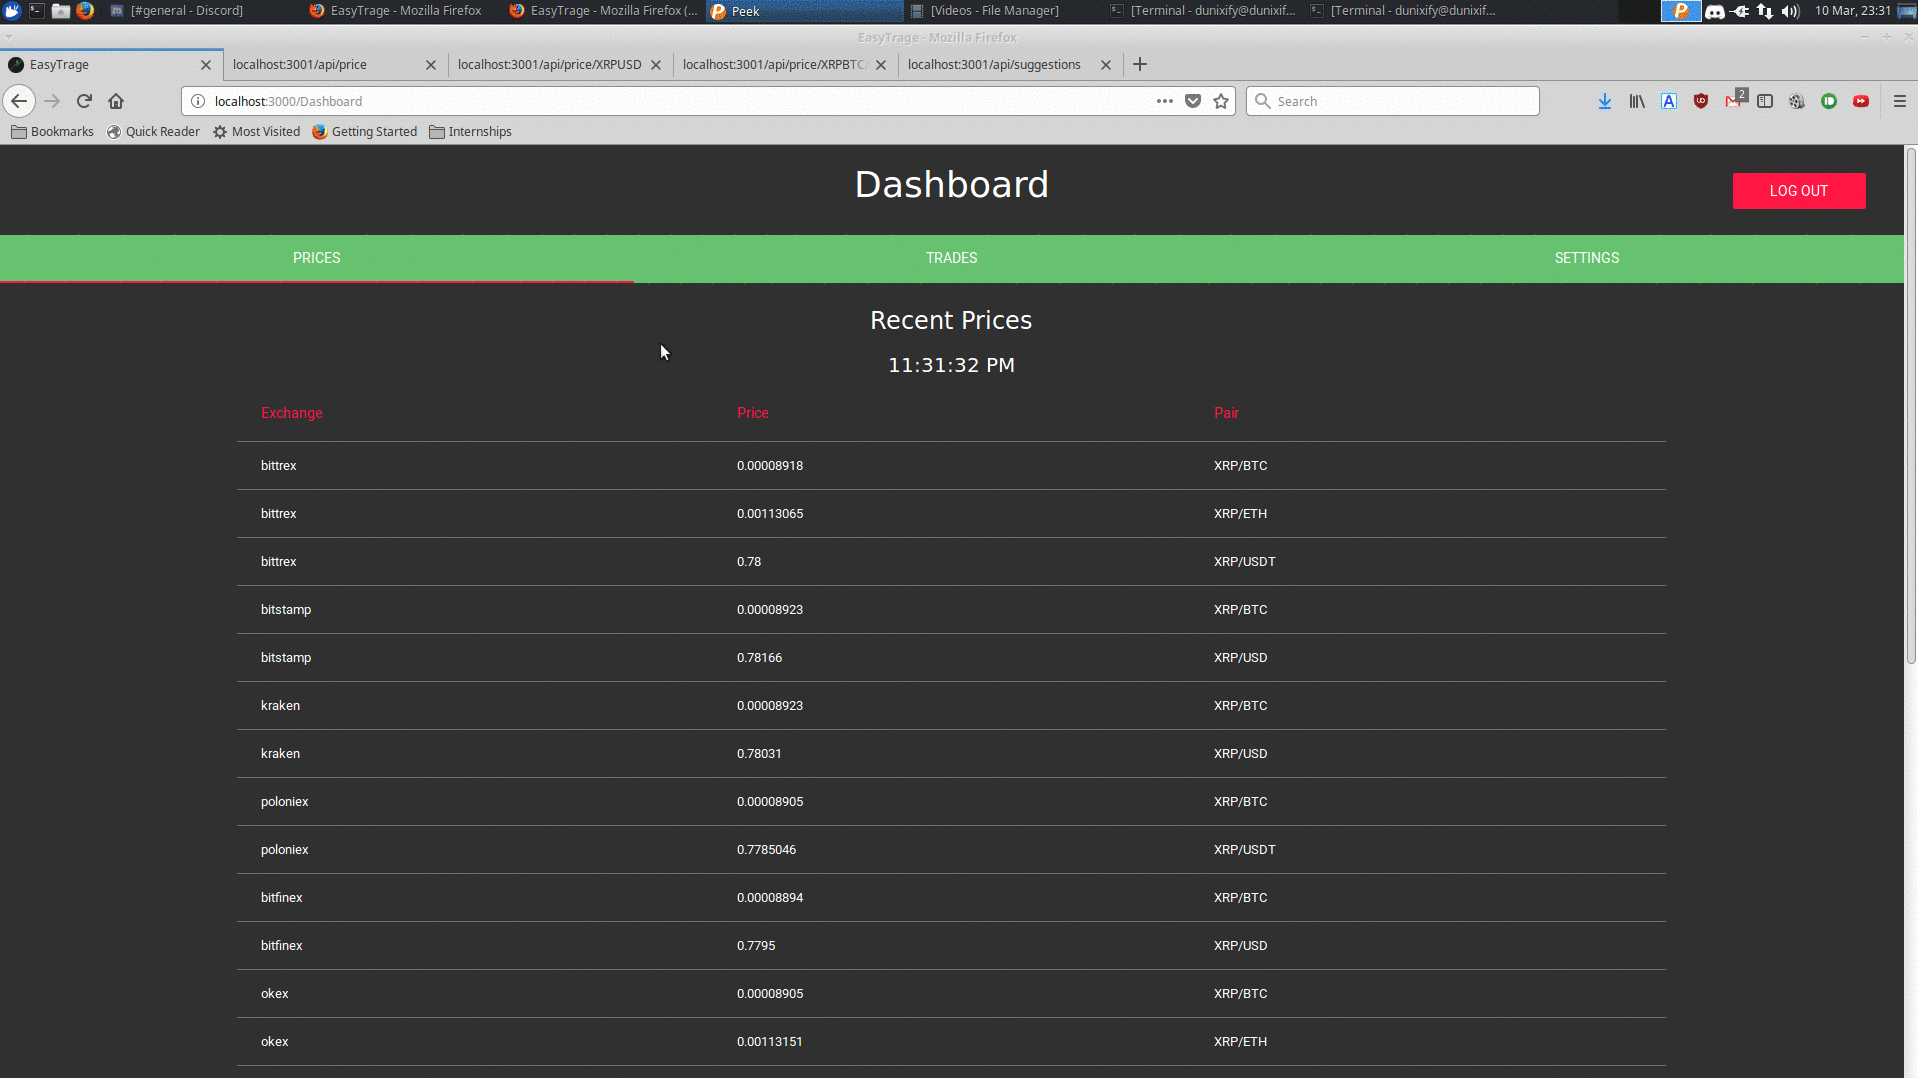 [#general - Discord] EasyTrage - Mozilla Firefox EasyTrage - Mozilla Firefox (... Peek [Videos - File Manager] [Terminal - dunixify@dunixif... [Terminal - dunixify@dunixif... 10 Mar, 23:31
EasyTrage - Mozilla Firefox
EasyTrage localhost:3001/api/price localhost:3001/api/price/XRPUSD localhost:3001/api/price/XRPBTC/ localhost:3001/api/suggestions
localhost:3000/Dashboard Search 2
Bookmarks Quick Reader Most Visited Getting Started Internships
Dashboard
LOG OUT
PRICES TRADES SETTINGS
Recent Prices
11:31:32 PM
Exchange Price Pair
bittrex 0.00008918 XRP/BTC
bittrex 0.00113065 XRP/ETH
bittrex 0.78 XRP/USDT
bitstamp 0.00008923 XRP/BTC
bitstamp 0.78166 XRP/USD
kraken 0.00008923 XRP/BTC
kraken 0.78031 XRP/USD
poloniex 0.00008905 XRP/BTC
poloniex 0.7785046 XRP/USDT
bitfinex 0.00008894 XRP/BTC
bitfinex 0.7795 XRP/USD
okex 0.00008905 XRP/BTC
okex 0.00113151 XRP/ETH